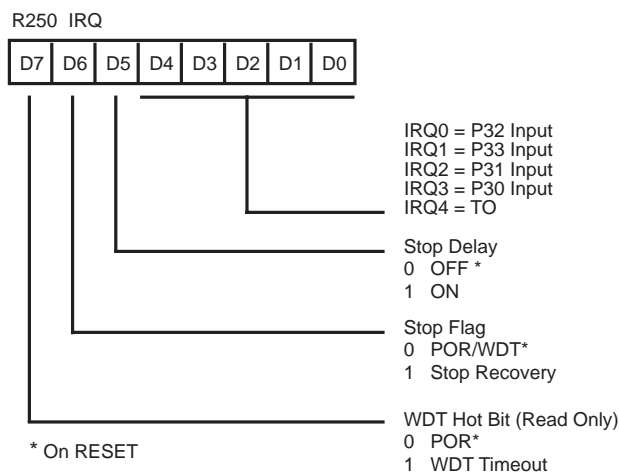 R250 IRQ
D7 D6 D5 D4 D3 D2 D1 D0
IRQ0 = P32 Input
IRQ1 = P33 Input
IRQ2 = P31 Input
IRQ3 = P30 Input
IRQ4 = TO
Stop Delay
0 OFF *
1 ON
Stop Flag
0 POR/WDT*
1 Stop Recovery
WDT Hot Bit (Read Only)
0 POR*
1 WDT Timeout
* On RESET